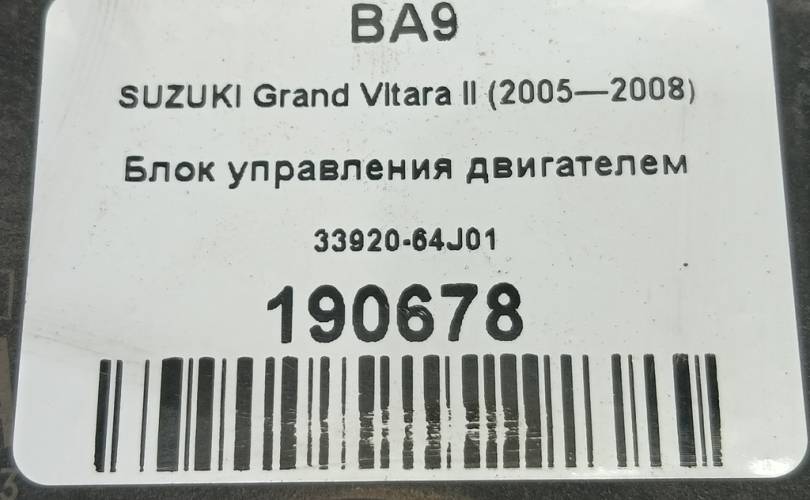 BA9
SUZUKI Grand VItara II (2005—2008)
Блок управления двигателем
33920-64J01
190678